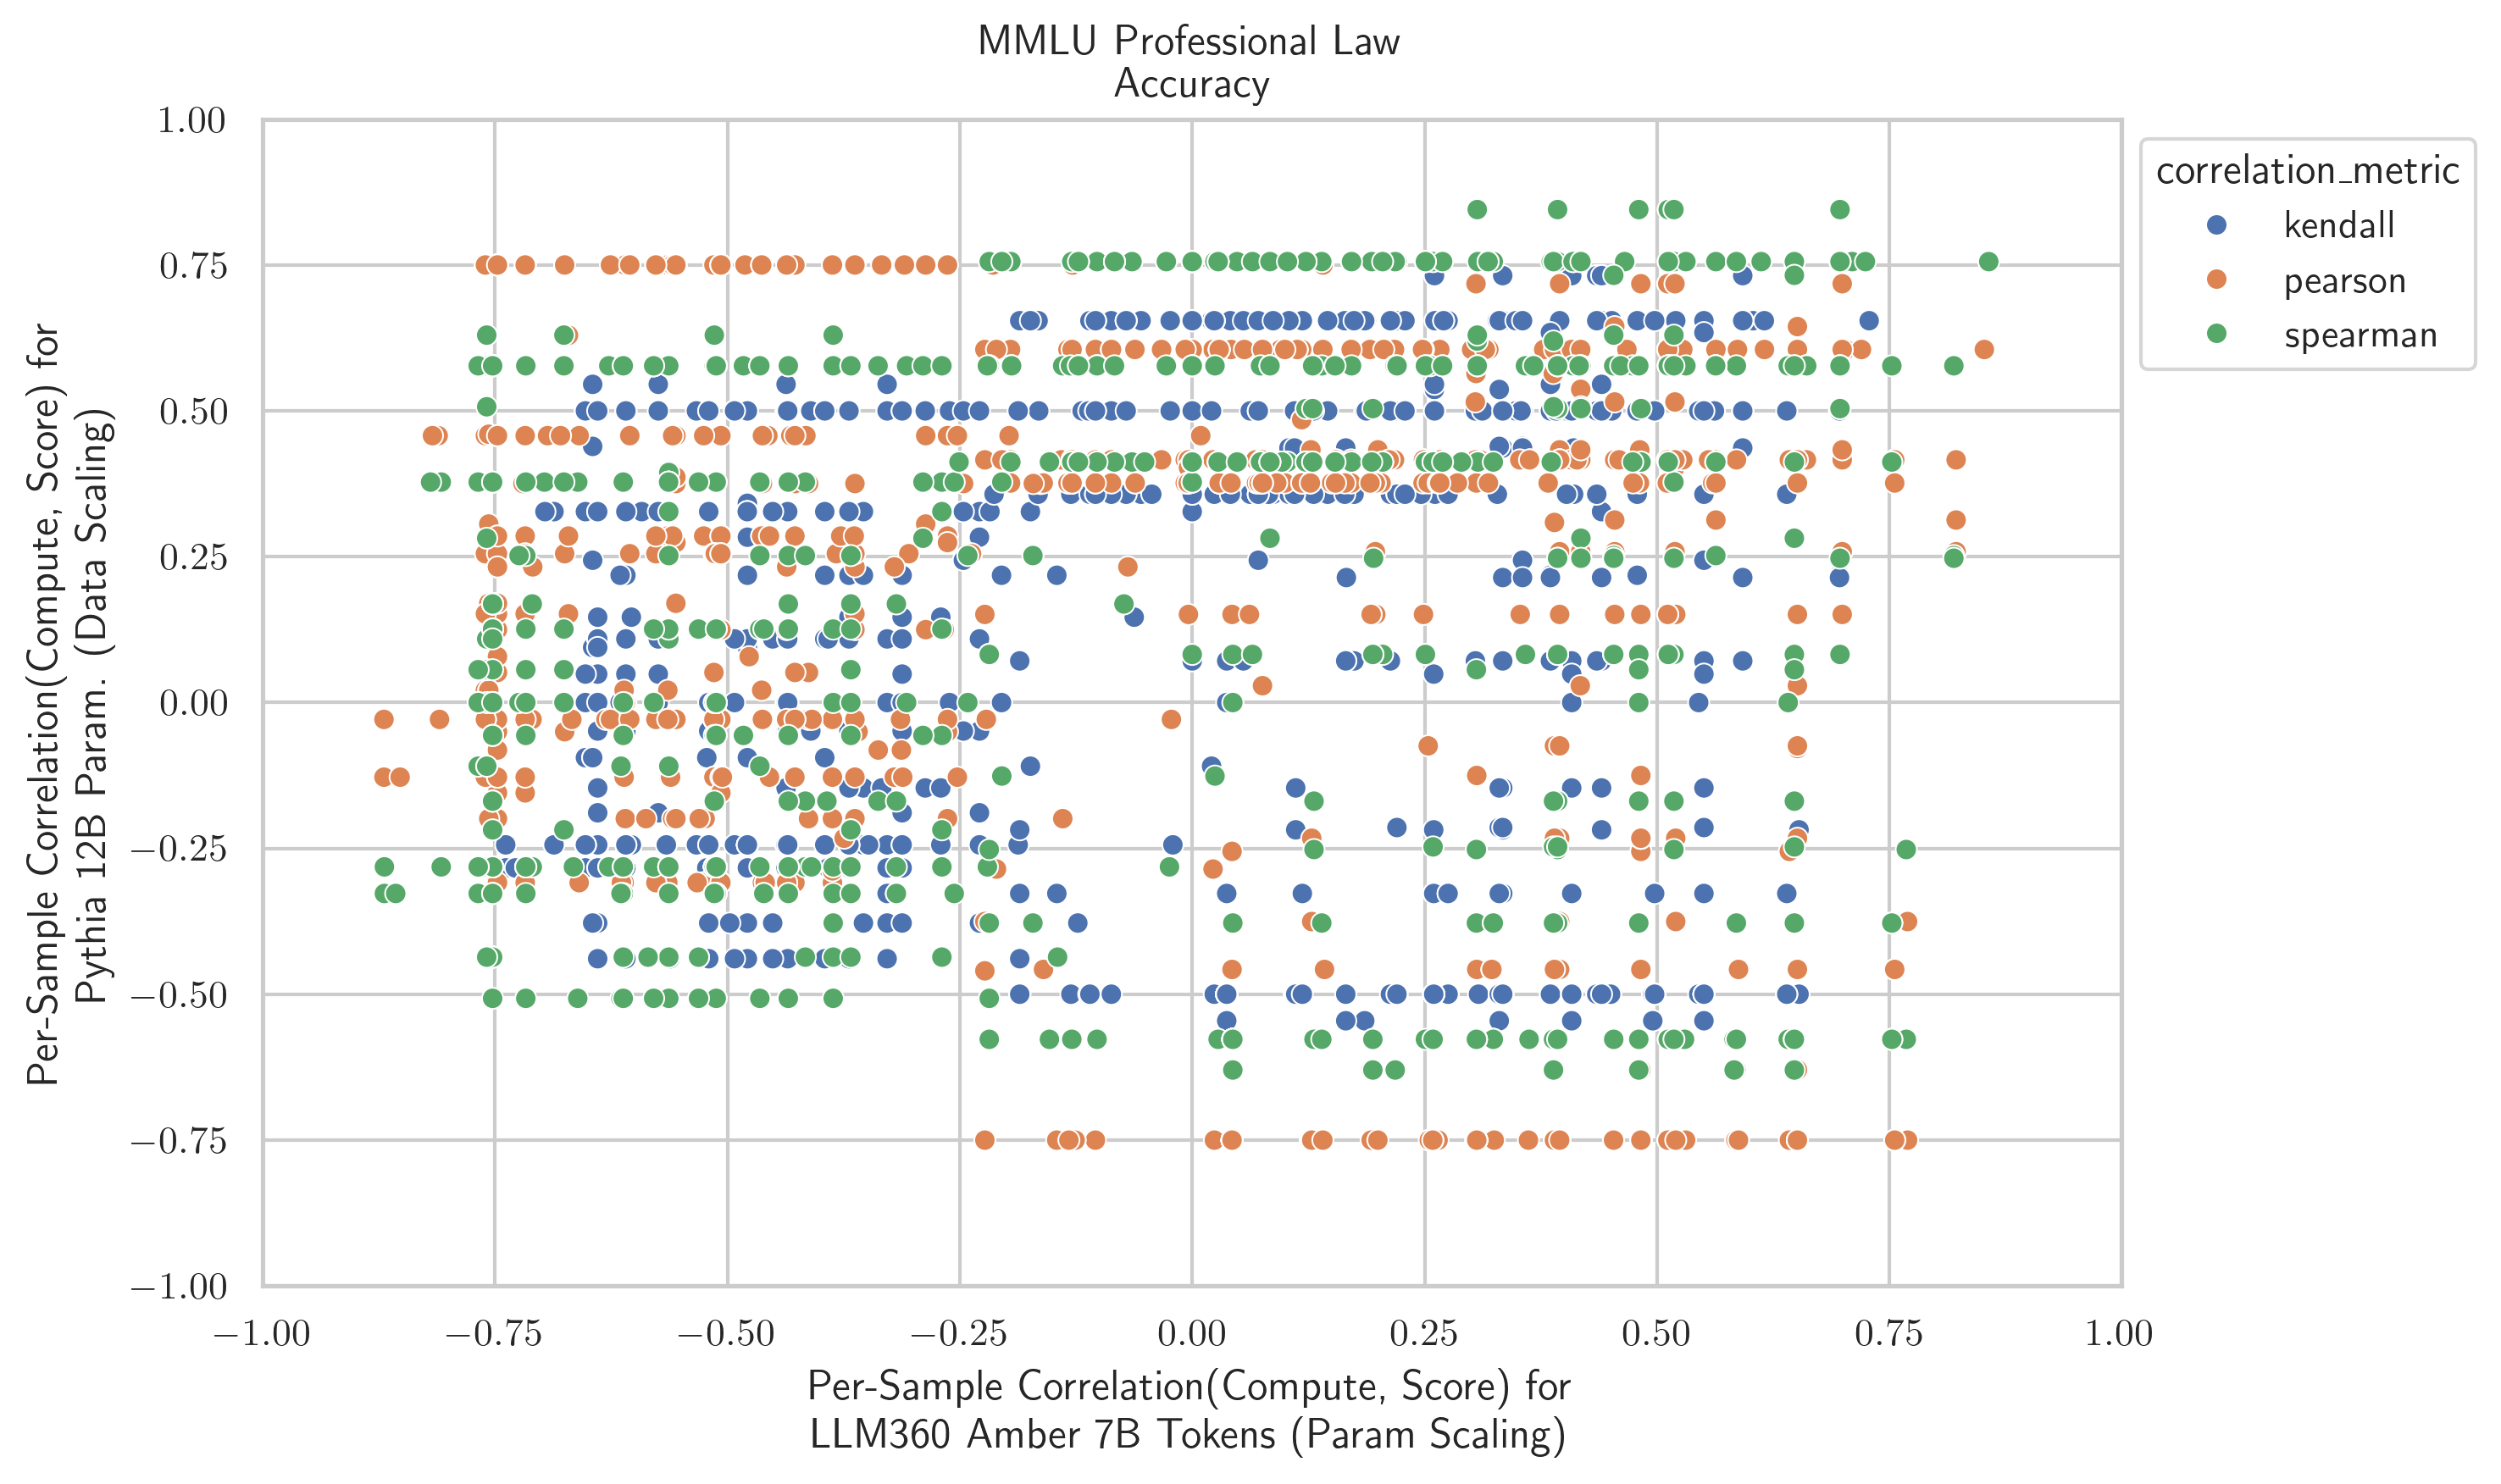 MMLU Professional Law
Accuracy
Per-Sample Correlation(Compute, Score) for
Pythia 12B Param. (Data Scaling)
1.00
0.75
0.50
0.25
0.00
−0.25
−0.50
−0.75
−1.00
−1.00 −0.75 −0.50 −0.25 0.00 0.25 0.50 0.75 1.00
Per-Sample Correlation(Compute, Score) for
LLM360 Amber 7B Tokens (Param Scaling)
correlation_metric
kendall
pearson
spearman